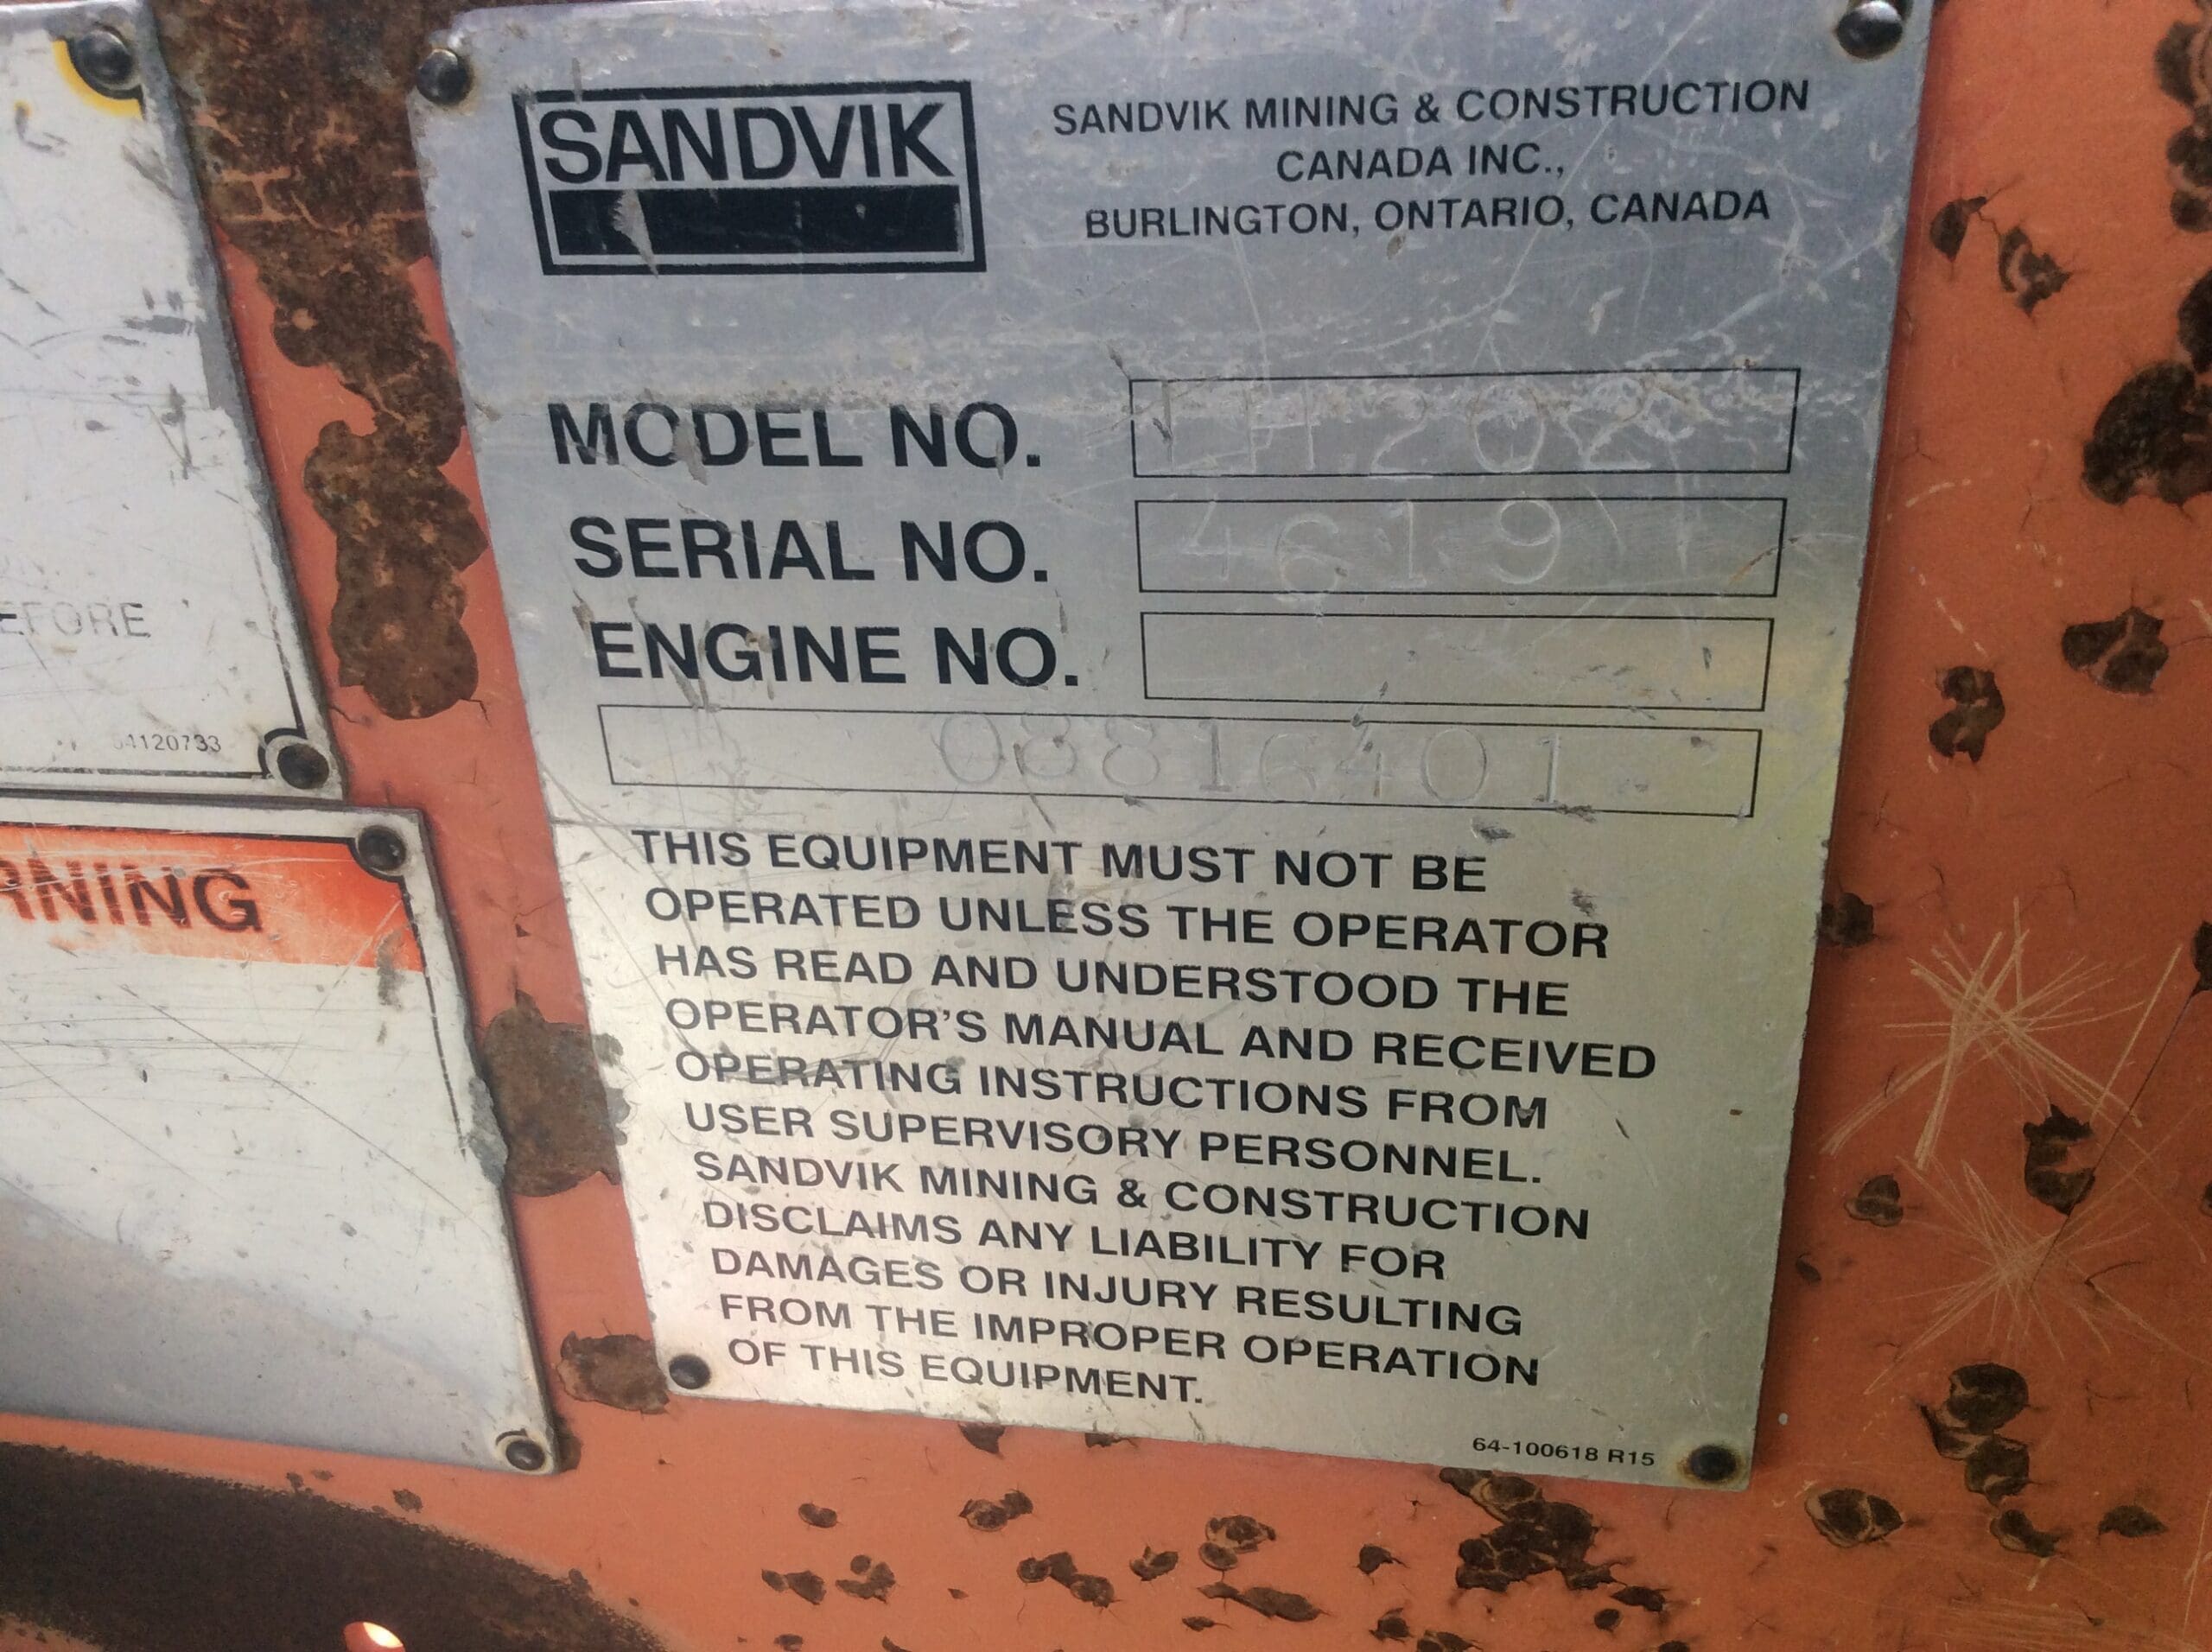 SANDVIK
SANDVIK MINING & CONSTRUCTION
CANADA INC.,
BURLINGTON, ONTARIO, CANADA
MODEL NO. LH202
SERIAL NO. 4619
ENGINE NO.
08816401
THIS EQUIPMENT MUST NOT BE
OPERATED UNLESS THE OPERATOR
HAS READ AND UNDERSTOOD THE
OPERATOR'S MANUAL AND RECEIVED
OPERATING INSTRUCTIONS FROM
USER SUPERVISORY PERSONNEL.
SANDVIK MINING & CONSTRUCTION
DISCLAIMS ANY LIABILITY FOR
DAMAGES OR INJURY RESULTING
FROM THE IMPROPER OPERATION
OF THIS EQUIPMENT.
64-100618 R15
EFORE
RNING